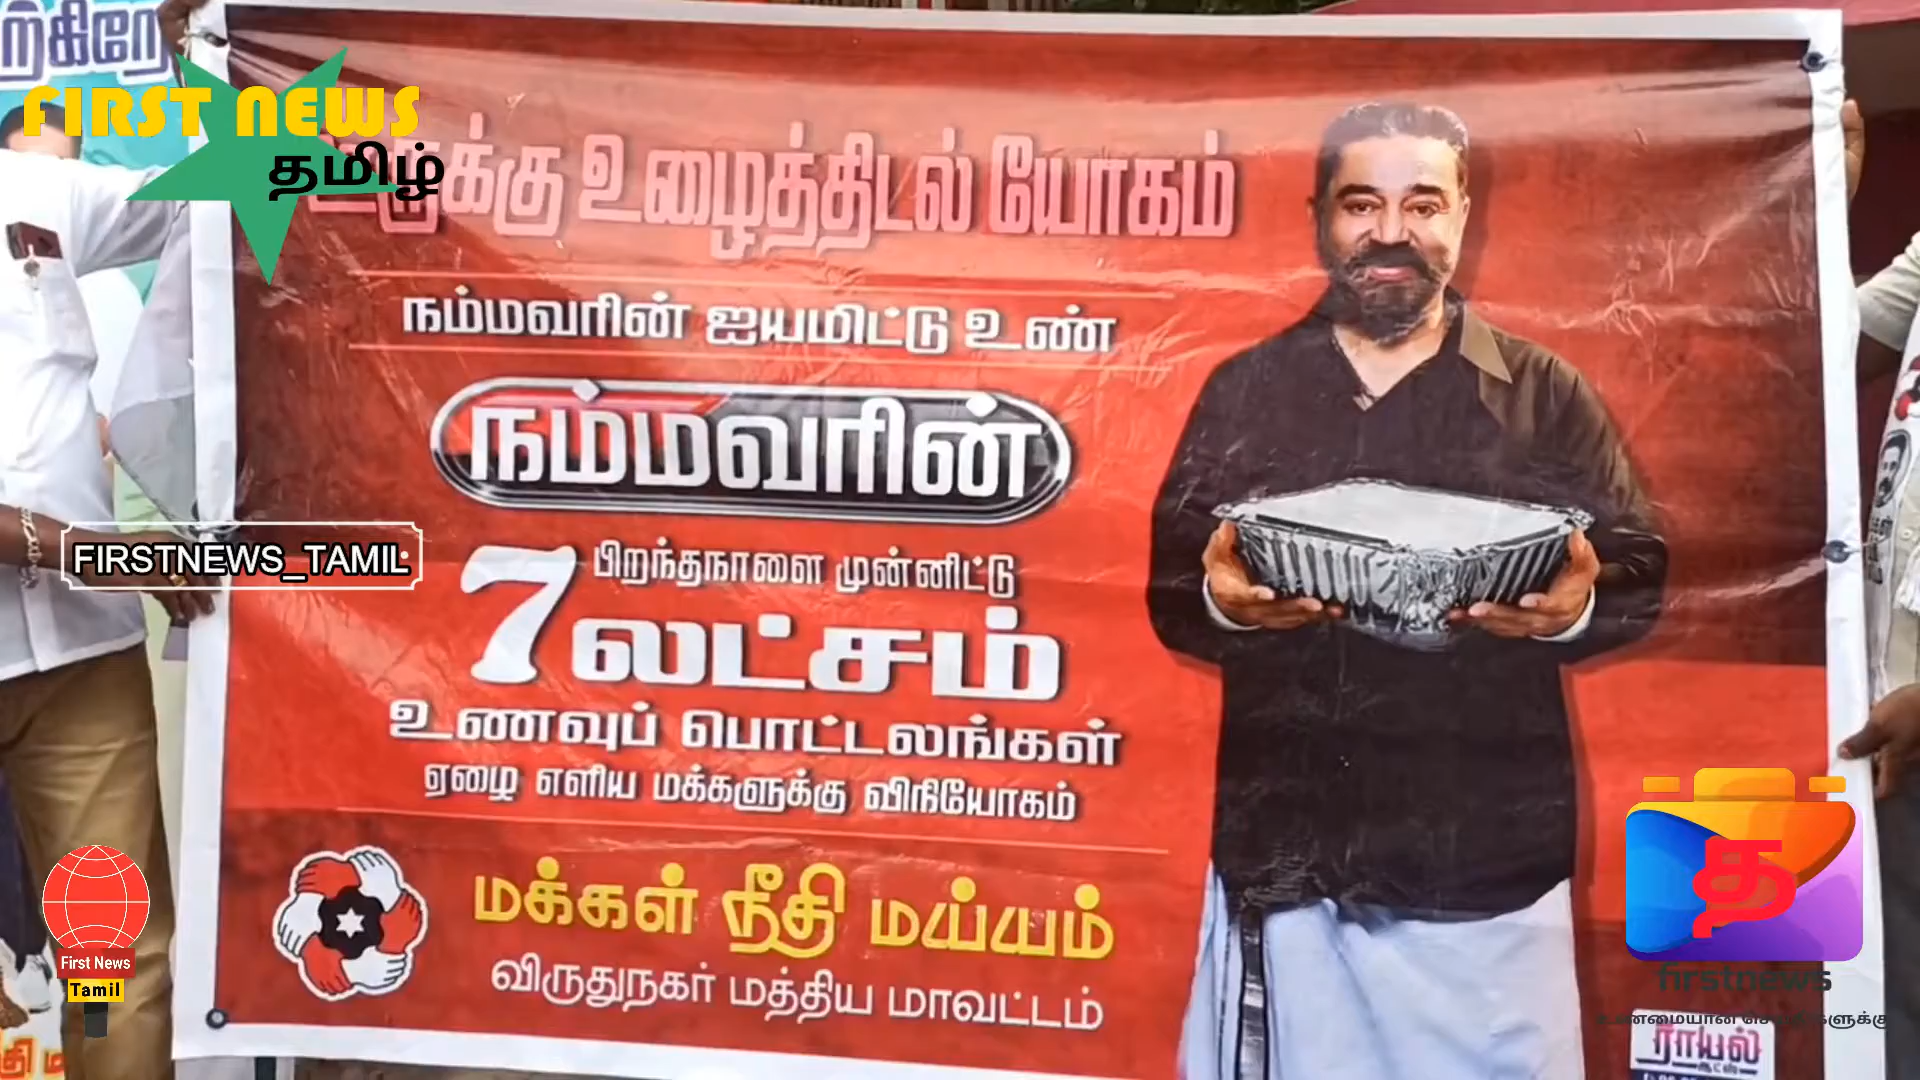 ற்கிறே
FIRST NEWS
தமிழ்
உழைத்திடல் யோகம்
நம்மவரின் ஐயமிட்டு உண்
நம்மவரின்
பிறந்தநாளை முன்னிட்டு
7 லட்சம்
உணவுப் பொட்டலங்கள்
ஏழை எளிய மக்களுக்கு விநியோகம்
மக்கள் நீதி மய்யம்
விருதுநகர் மத்திய மாவட்டம்
FIRSTNEWS_TAMIL
First News
Tamil
த
firstnews
ராயல்